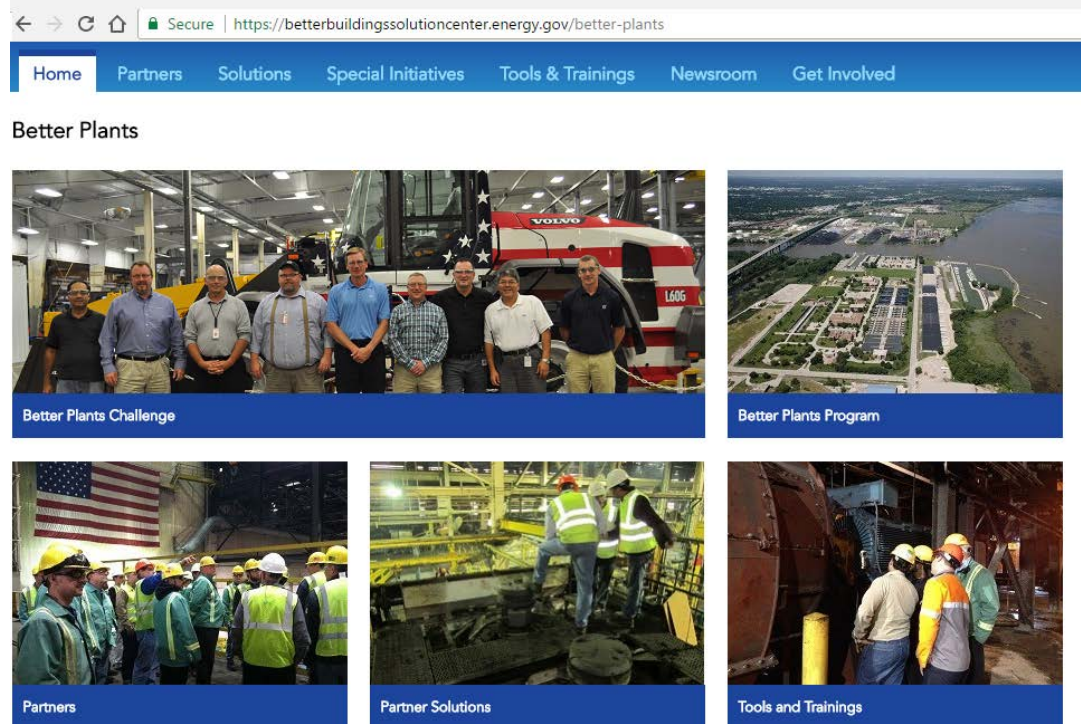 Secure | https://betterbuildingssolutioncenter.energy.gov/better-plants
Home Partners Solutions Special Initiatives Tools & Trainings Newsroom Get Involved
Better Plants
VOLVO
L60G
Better Plants Challenge
Better Plants Program
Partners
Partner Solutions
Tools and Trainings